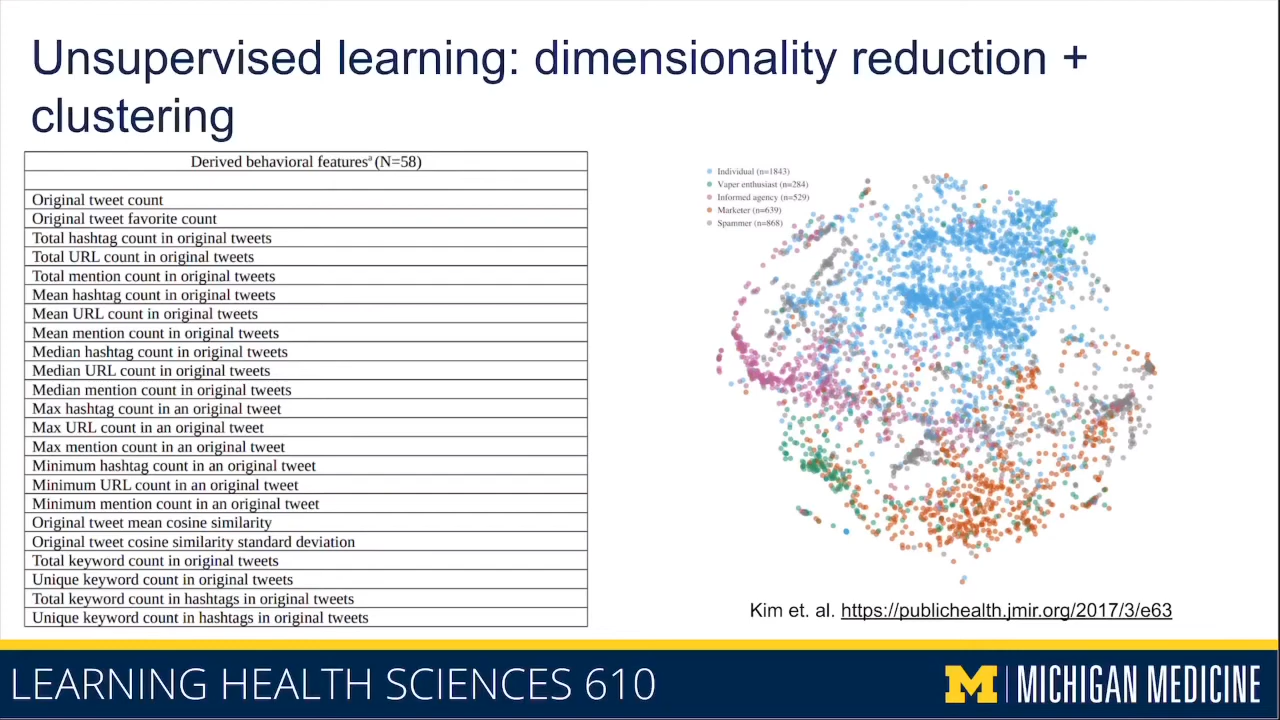 Unsupervised learning: dimensionality reduction +
clustering
Derived behavioral featuresᵃ (N=58)
Original tweet count
Original tweet favorite count
Total hashtag count in original tweets
Total URL count in original tweets
Total mention count in original tweets
Mean hashtag count in original tweets
Mean URL count in original tweets
Mean mention count in original tweets
Median hashtag count in original tweets
Median URL count in original tweets
Median mention count in original tweets
Max hashtag count in an original tweet
Max URL count in an original tweet
Max mention count in an original tweet
Minimum hashtag count in an original tweet
Minimum URL count in an original tweet
Minimum mention count in an original tweet
Original tweet mean cosine similarity
Original tweet cosine similarity standard deviation
Total keyword count in original tweets
Unique keyword count in original tweets
Total keyword count in hashtags in original tweets
Unique keyword count in hashtags in original tweets
Individual (n=1843)
Vaper enthusiast (n=284)
Informed agency (n=529)
Marketer (n=639)
Spammer (n=868)
Kim et. al. https://publichealth.jmir.org/2017/3/e63
LEARNING HEALTH SCIENCES 610
M MICHIGAN MEDICINE